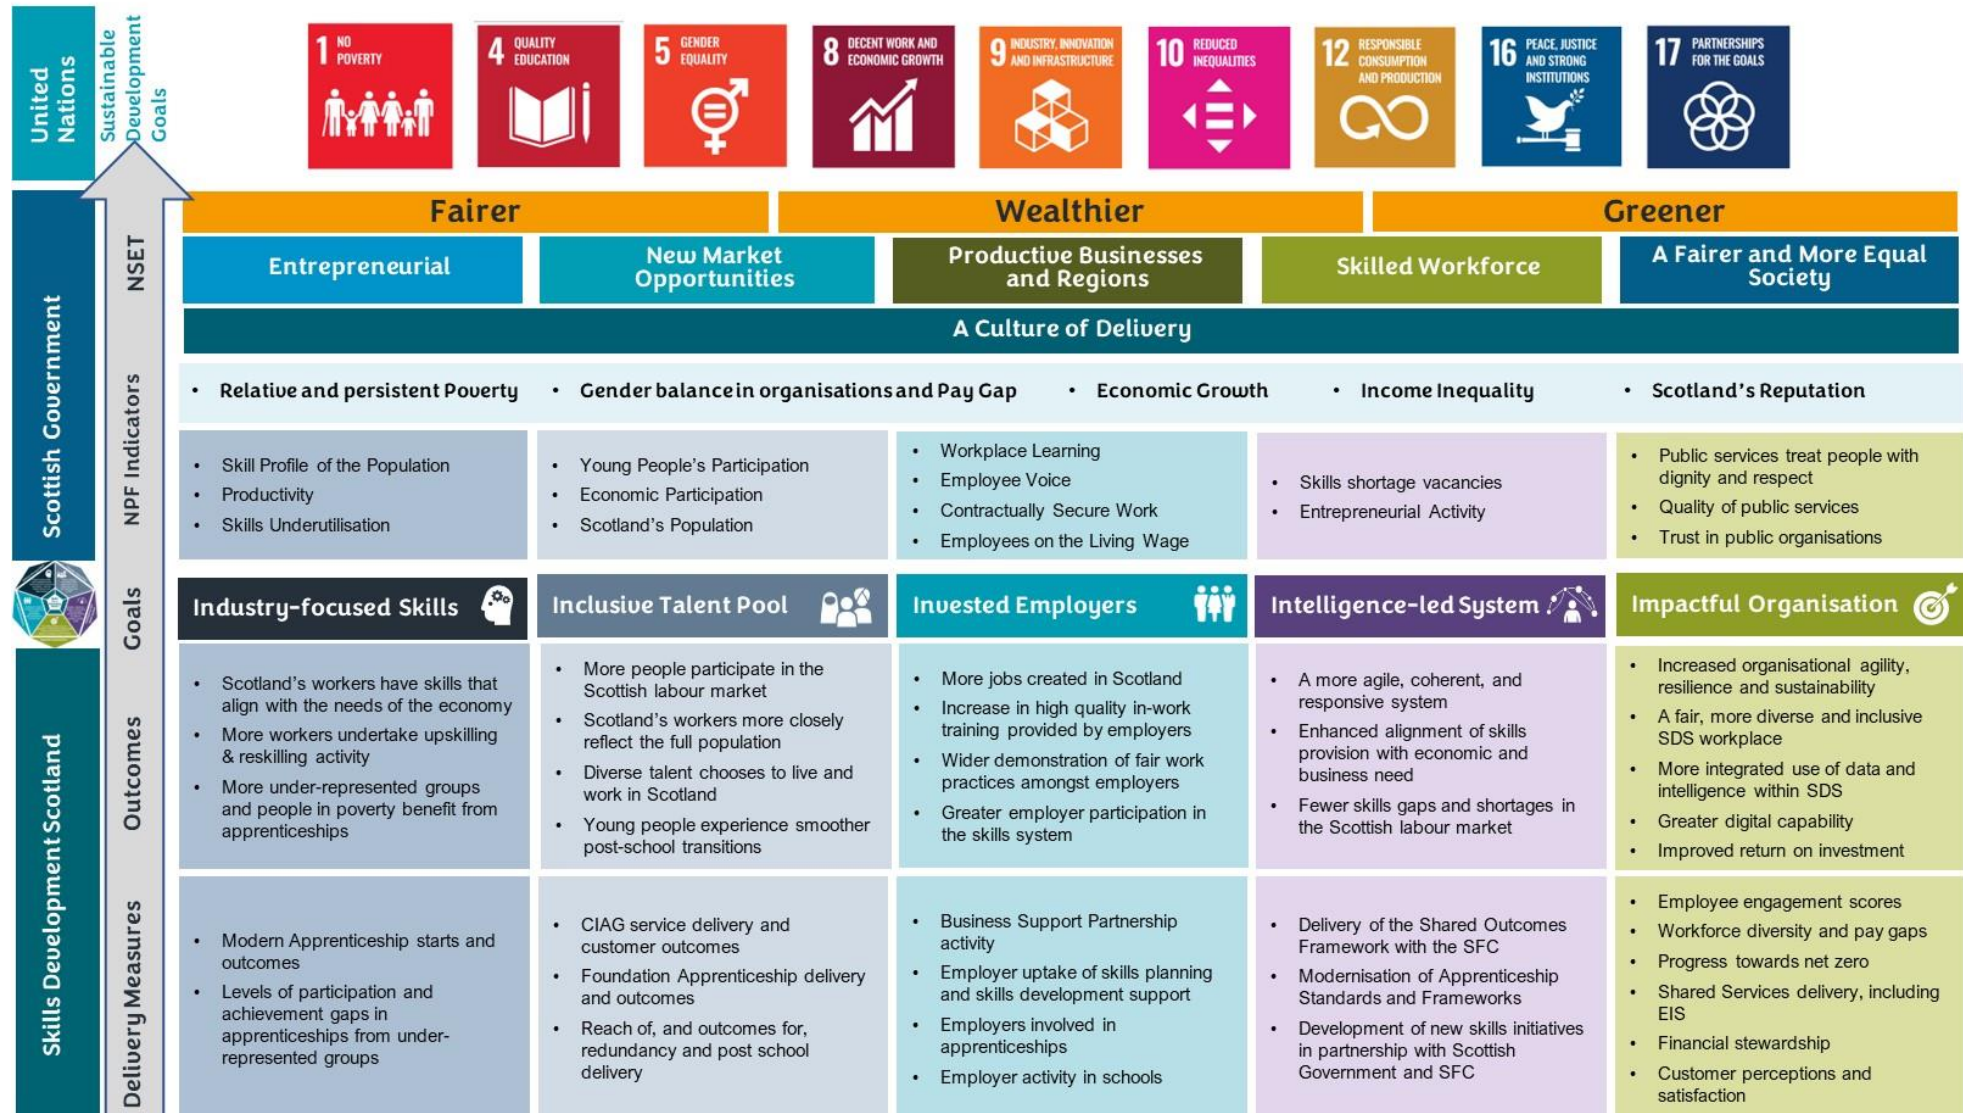 United
Nations
Sustainable
Development
Goals
1 NO
POVERTY
4 QUALITY
EDUCATION
5 GENDER
EQUALITY
8 DECENT WORK AND
ECONOMIC GROWTH
9 INDUSTRY, INNOVATION
AND INFRASTRUCTURE
10 REDUCED
INEQUALITIES
12 RESPONSIBLE
CONSUMPTION
AND PRODUCTION
16 PEACE, JUSTICE
AND STRONG
INSTITUTIONS
17 PARTNERSHIPS
FOR THE GOALS
Scottish Government
NSET
Fairer
Wealthier
Greener
Entrepreneurial
New Market
Opportunities
Productive Businesses
and Regions
Skilled Workforce
A Fairer and More Equal
Society
A Culture of Delivery
NPF Indicators
• Relative and persistent Poverty
• Gender balance in organisations and Pay Gap
• Economic Growth
• Income Inequality
• Scotland's Reputation
• Skill Profile of the Population
• Productivity
• Skills Underutilisation
• Young People's Participation
• Economic Participation
• Scotland's Population
• Workplace Learning
• Employee Voice
• Contractually Secure Work
• Employees on the Living Wage
• Skills shortage vacancies
• Entrepreneurial Activity
• Public services treat people with
dignity and respect
• Quality of public services
• Trust in public organisations
Skills Development Scotland
Goals
Industry-focused Skills
Inclusive Talent Pool
Invested Employers
Intelligence-led System
Impactful Organisation
Outcomes
• Scotland's workers have skills that
align with the needs of the economy
• More workers undertake upskilling
& reskilling activity
• More under-represented groups
and people in poverty benefit from
apprenticeships
• More people participate in the
Scottish labour market
• Scotland's workers more closely
reflect the full population
• Diverse talent chooses to live and
work in Scotland
• Young people experience smoother
post-school transitions
• More jobs created in Scotland
• Increase in high quality in-work
training provided by employers
• Wider demonstration of fair work
practices amongst employers
• Greater employer participation in
the skills system
• A more agile, coherent, and
responsive system
• Enhanced alignment of skills
provision with economic and
business need
• Fewer skills gaps and shortages in
the Scottish labour market
• Increased organisational agility,
resilience and sustainability
• A fair, more diverse and inclusive
SDS workplace
• More integrated use of data and
intelligence within SDS
• Greater digital capability
• Improved return on investment
Delivery Measures
• Modern Apprenticeship starts and
outcomes
• Levels of participation and
achievement gaps in
apprenticeships from under-
represented groups
• CIAG service delivery and
customer outcomes
• Foundation Apprenticeship delivery
and outcomes
• Reach of, and outcomes for,
redundancy and post school
delivery
• Business Support Partnership
activity
• Employer uptake of skills planning
and skills development support
• Employers involved in
apprenticeships
• Employer activity in schools
• Delivery of the Shared Outcomes
Framework with the SFC
• Modernisation of Apprenticeship
Standards and Frameworks
• Development of new skills initiatives
in partnership with Scottish
Government and SFC
• Employee engagement scores
• Workforce diversity and pay gaps
• Progress towards net zero
• Shared Services delivery, including
EIS
• Financial stewardship
• Customer perceptions and
satisfaction